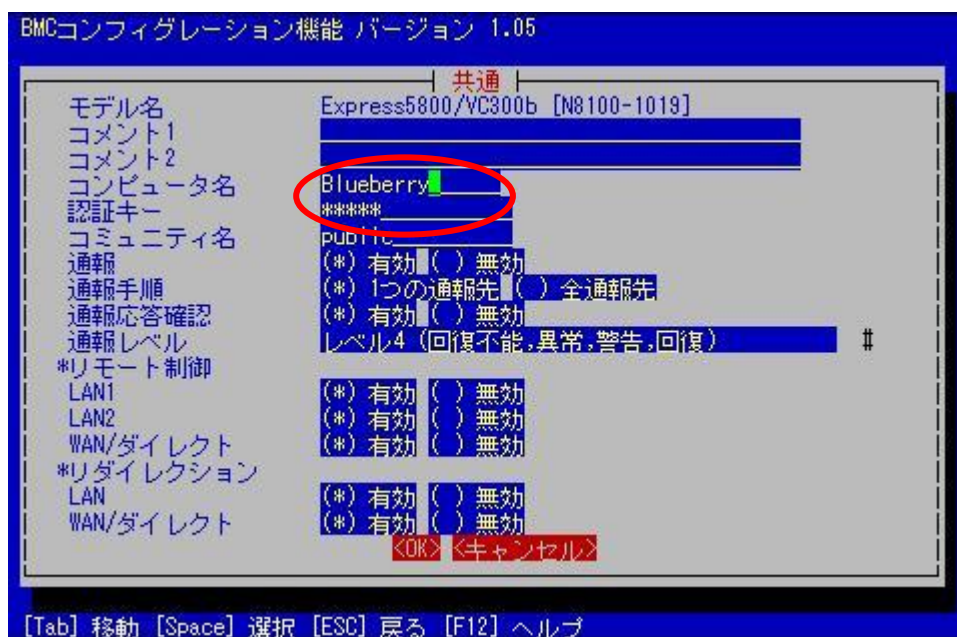 BMCコンフィグレーション機能 バージョン 1.05
共通
モデル名 Express5800/VC300b [N8100-1019]
コメント1
コメント2
コンピュータ名 Blueberry
認証キー *****
コミュニティ名 public
通報 (*) 有効 ( ) 無効
通報手順 (*) 1つの通報先 ( ) 全通報先
通報応答確認 (*) 有効 ( ) 無効
通報レベル レベル4 (回復不能,異常,警告,回復) #
*リモート制御
LAN1 (*) 有効 ( ) 無効
LAN2 (*) 有効 ( ) 無効
WAN/ダイレクト (*) 有効 ( ) 無効
*リダイレクション
LAN (*) 有効 ( ) 無効
WAN/ダイレクト (*) 有効 ( ) 無効
<OK> <キャンセル>
[Tab] 移動 [Space] 選択 [ESC] 戻る [F12] ヘルプ